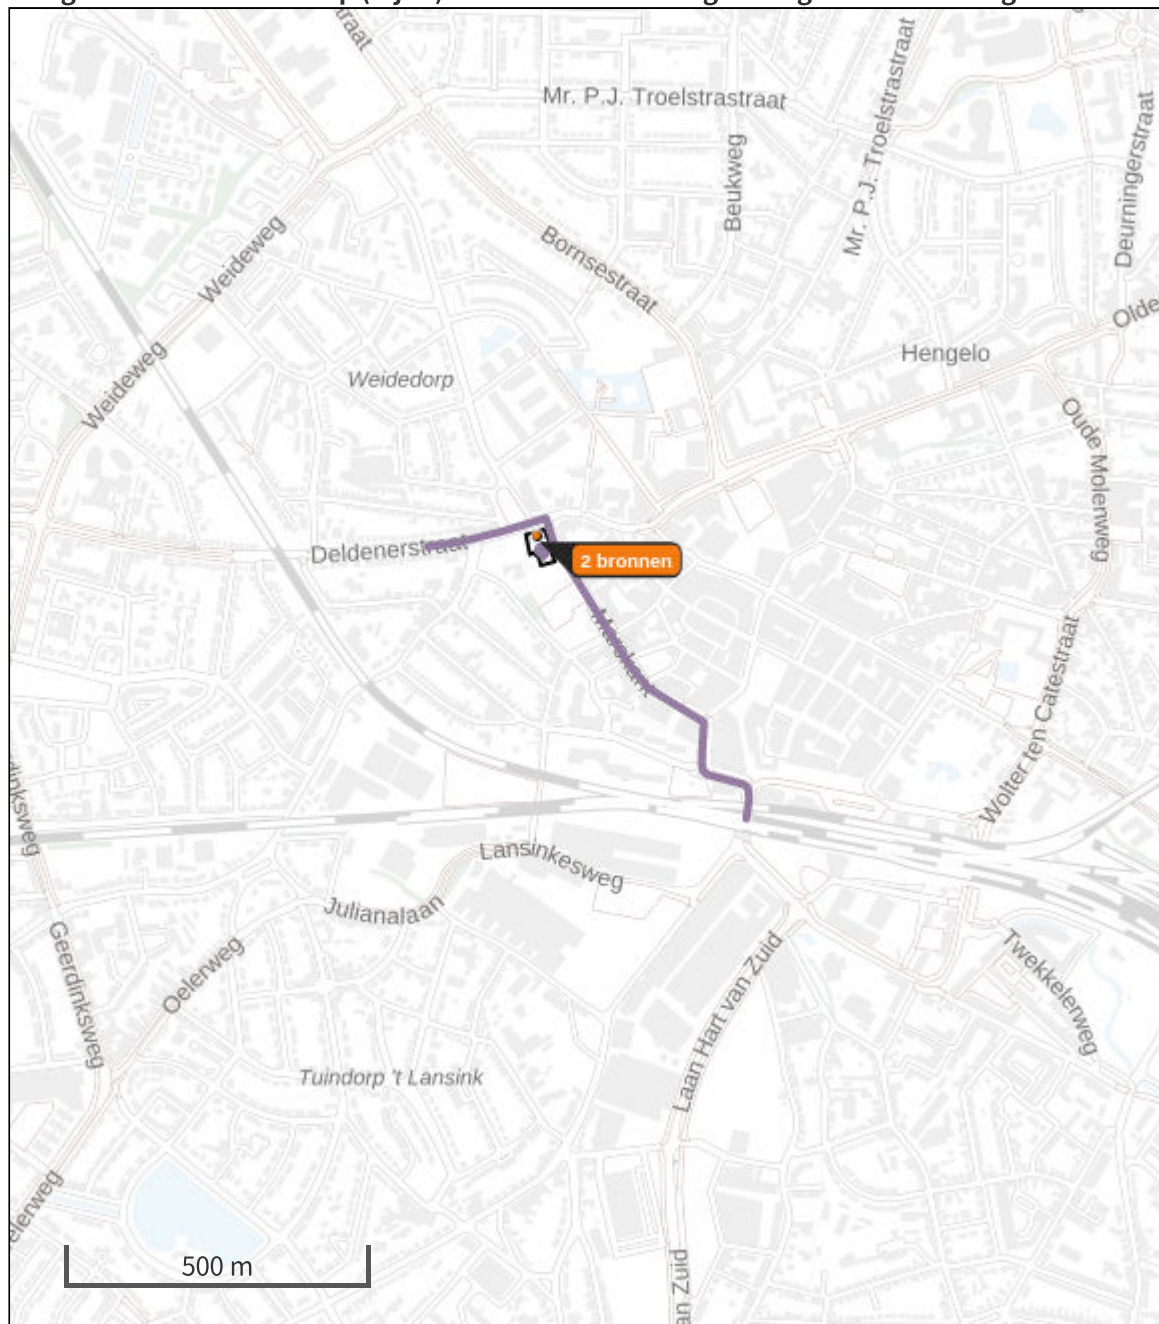 Mr. P.J. Troelstrastraat
Mr. P.J. Troelstrastraat
Beukweg
Deurningerstraat
Weideweg
Bornsestraat
Hengelo
Weideweg
Weidedorp
Oude Molenweg
Deldenerstraat
2 bronnen
Marskant
Wolter ten Catestraat
Lansinkesweg
Julianalaan
Geerdinksweg
Oelerweg
Laan Hart van Zuid
Twekkelerweg
Tuindorp 't Lansink
500 m